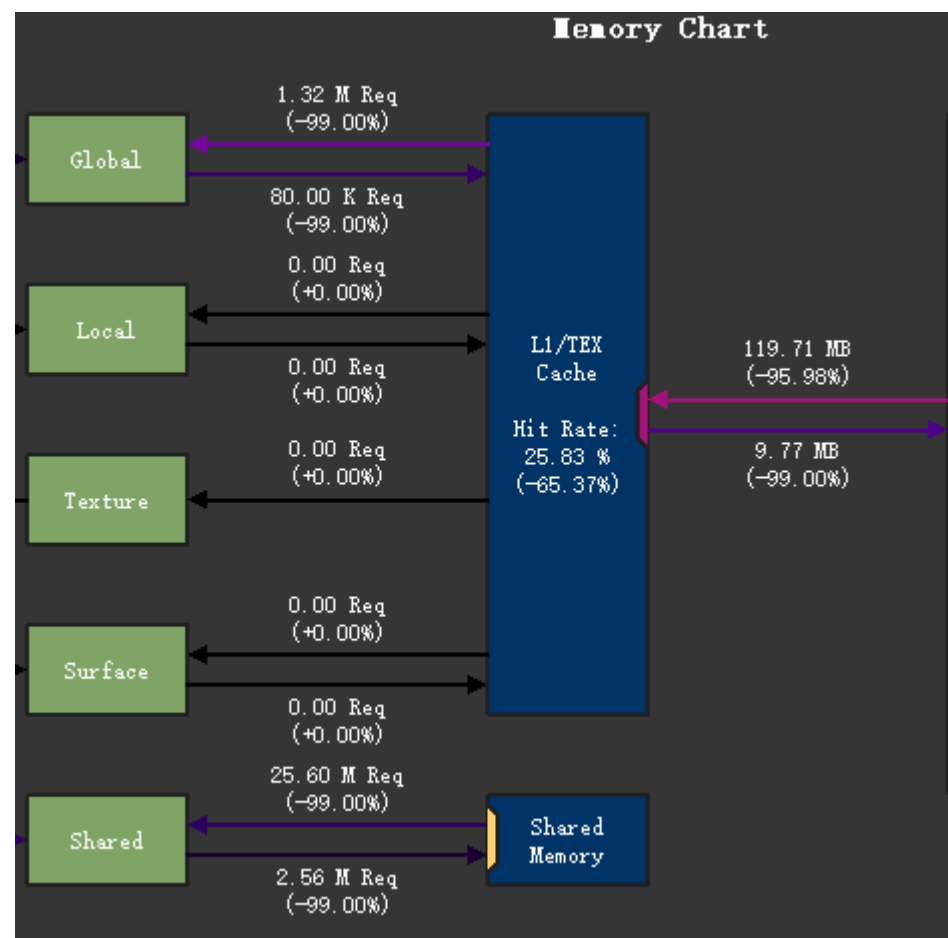 Memory Chart
1.32 M Req
(-99.00%)
Global
80.00 K Req
(-99.00%)
0.00 Req
(+0.00%)
Local
0.00 Req
(+0.00%)
L1/TEX
Cache
Hit Rate:
25.83 %
(-65.37%)
119.71 MB
(-95.98%)
9.77 MB
(-99.00%)
0.00 Req
(+0.00%)
Texture
0.00 Req
(+0.00%)
Surface
0.00 Req
(+0.00%)
25.60 M Req
(-99.00%)
Shared
Shared
Memory
2.56 M Req
(-99.00%)